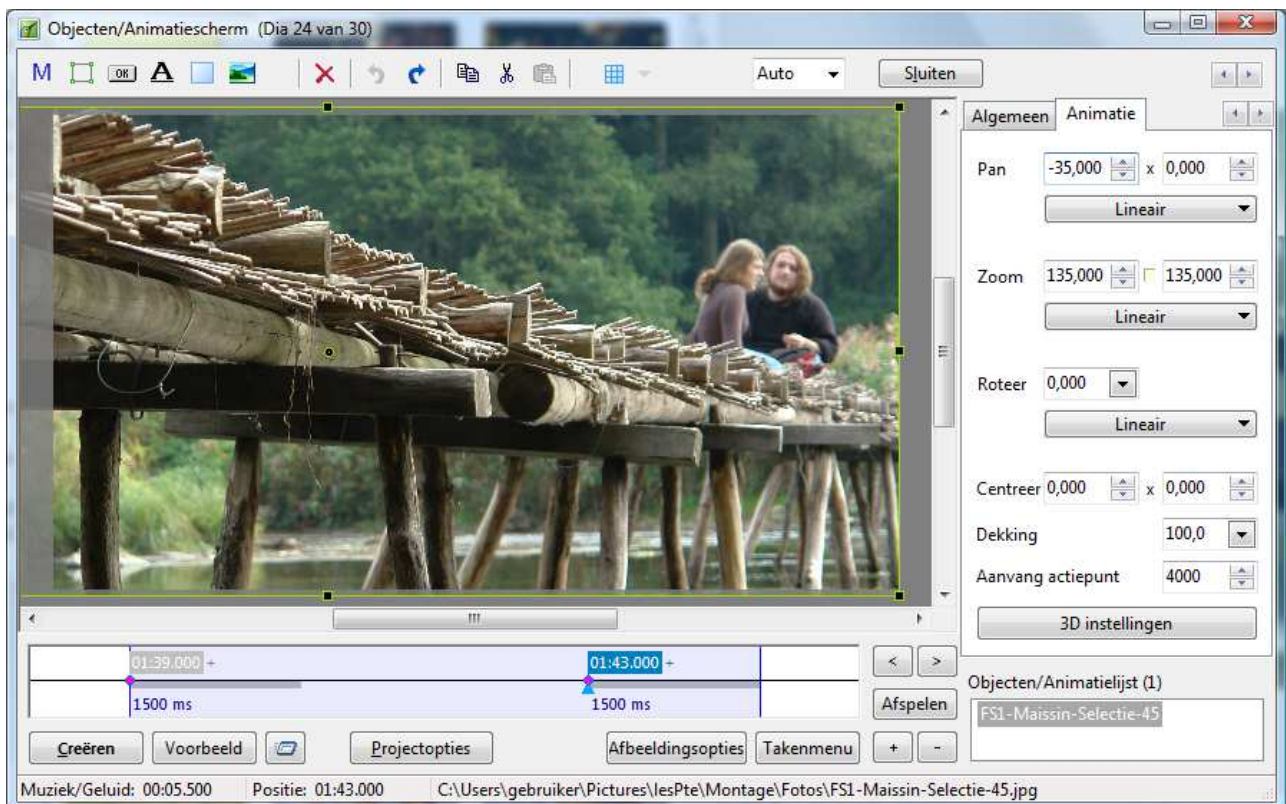 Objecten/Animatiescherm (Dia 24 van 30)
M OK A Auto Sluiten
Algemeen Animatie
Pan -35,000 x 0,000
Lineair
Zoom 135,000 135,000
Lineair
Roteer 0,000
Lineair
Centreer 0,000 x 0,000
Dekking 100,0
Aanvang actiepunt 4000
3D instellingen
01:39.000 + 01:43.000 +
1500 ms 1500 ms
< >
Afspelen
Objecten/Animatielijst (1)
FS1-Maissin-Selectie-45
Creëren Voorbeeld Projectopties Afbeeldingsopties Takenmenu + -
Muziek/Geluid: 00:05.500 Positie: 01:43.000 C:\Users\gebruiker\Pictures\lesPte\Montage\Fotos\FS1-Maissin-Selectie-45.jpg